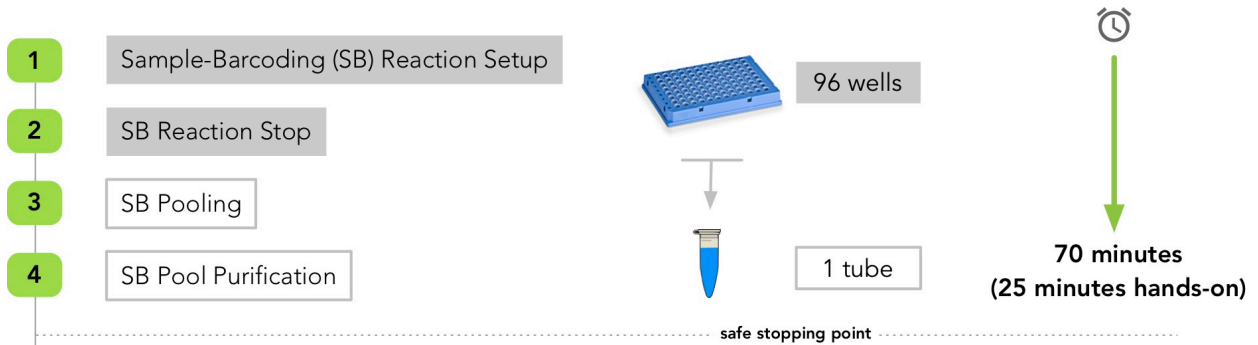 1 Sample-Barcoding (SB) Reaction Setup
96 wells
2 SB Reaction Stop
3 SB Pooling
4 SB Pool Purification
1 tube
70 minutes
(25 minutes hands-on)
safe stopping point